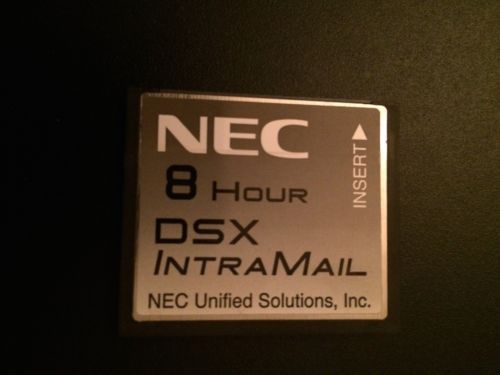 NEC
8 HOUR
DSX
INTRAMAIL
NEC Unified Solutions, Inc.
INSERT▲